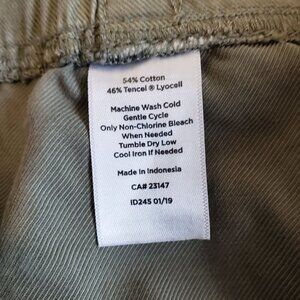 54% Cotton
46% Tencel ® Lyocell
Machine Wash Cold
Gentle Cycle
Only Non-Chlorine Bleach
When Needed
Tumble Dry Low
Cool Iron If Needed
Made in Indonesia
CA# 23147
ID245 01/19